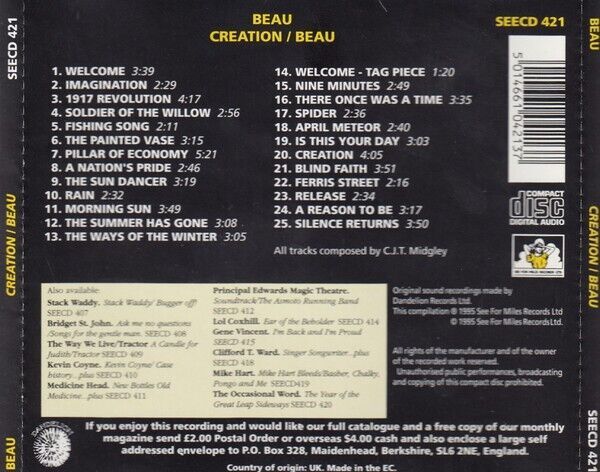 BEAU
CREATION / BEAU
SEECD 421
SEECD 421
CREATION / BEAU
BEAU
1. WELCOME 3:39
2. IMAGINATION 2:29
3. 1917 REVOLUTION 4:17
4. SOLDIER OF THE WILLOW 2:56
5. FISHING SONG 2:11
6. THE PAINTED VASE 3:15
7. PILLAR OF ECONOMY 5:21
8. A NATION'S PRIDE 2:46
9. THE SUN DANCER 3:19
10. RAIN 2:32
11. MORNING SUN 3:49
12. THE SUMMER HAS GONE 3:08
13. THE WAYS OF THE WINTER 3:05
14. WELCOME - TAG PIECE 1:20
15. NINE MINUTES 2:49
16. THERE ONCE WAS A TIME 3:35
17. SPIDER 2:36
18. APRIL METEOR 2:40
19. IS THIS YOUR DAY 3:03
20. CREATION 4:05
21. BLIND FAITH 3:51
22. FERRIS STREET 2:46
23. RELEASE 2:34
24. A REASON TO BE 3:17
25. SILENCE RETURNS 3:50
All tracks composed by C.J.T. Midgley
5014661042137
COMPACT
disc
DIGITAL AUDIO
Also available:
Stack Waddy. Stack Waddy/ Bugger off!
SEECD 407
Bridget St. John. Ask me no questions
/Songs for the gentle man. SEECD 408
The Way We Live/Tractor A Candle for
Judith/Tractor SEECD 409
Kevin Coyne. Kevin Coyne/ Case
history...plus SEECD 410
Medicine Head. New Bottles Old
Medicine...plus SEECD 411
Principal Edwards Magic Theatre.
Soundtrack/The Asmoto Running Band
SEECD 412
Lol Coxhill. Ear of the Beholder SEECD 414
Gene Vincent. I'm Back and I'm Proud
SEECD 415
Clifford T. Ward. Singer Songwriter.. plus
SEECD 418
Mike Hart. Mike Hart Bleeds/Basher, Chalky,
Pongo and Me SEECD419
The Occasional Word. The Year of the
Great Leap Sideways SEECD 420
Original sound recordings made by
Dandelion Records Ltd.
This compilation ℗ 1995 See For Miles Records Ltd.
© 1995 See For Miles Records Ltd.
All rights of the manufacturer and of the owner
of the recorded work reserved.
Unauthorised public performances, broadcasting
and copying of this compact disc prohibited.
If you enjoy this recording and would like our full catalogue and a free copy of our monthly
magazine send £2.00 Postal Order or overseas $4.00 cash and also enclose a large self
addressed envelope to P.O. Box 328, Maidenhead, Berkshire, SL6 2NE, England.
Country of origin: UK. Made in the EC.
BEAU
CREATION / BEAU
SEECD 421